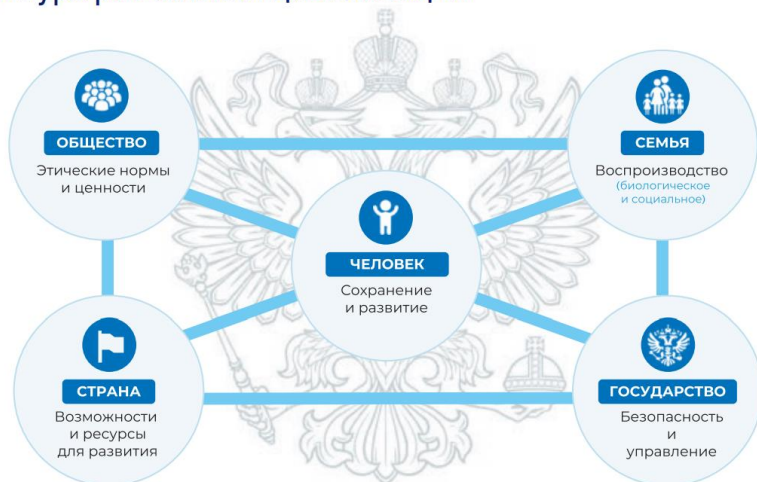 ОБЩЕСТВО
Этические нормы
и ценности
СЕМЬЯ
Воспроизводство
(биологическое
и социальное)
ЧЕЛОВЕК
Сохранение
и развитие
СТРАНА
Возможности
и ресурсы
для развития
ГОСУДАРСТВО
Безопасность
и
управление